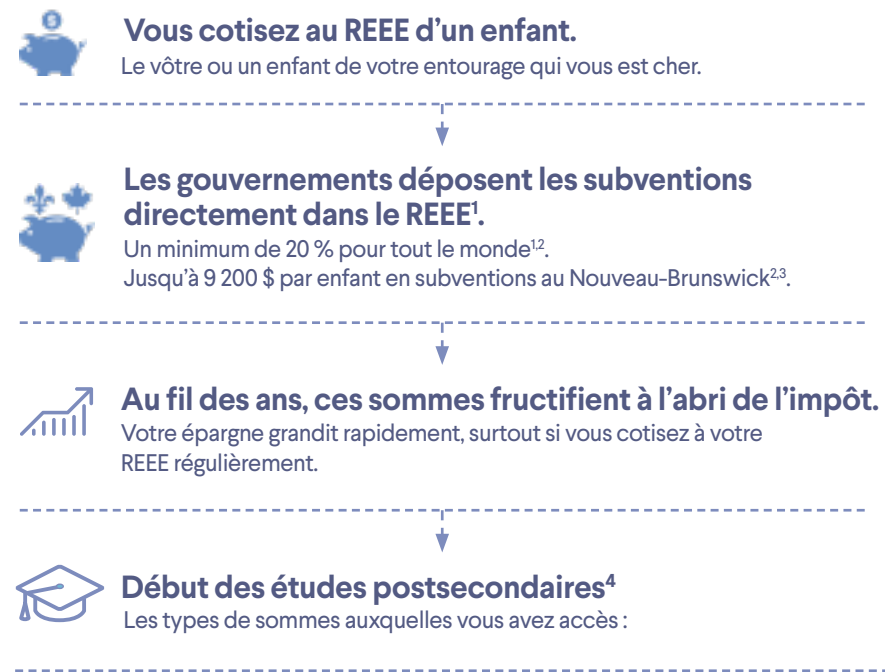 Vous cotisez au REEE d’un enfant.
Le vôtre ou un enfant de votre entourage qui vous est cher.
Les gouvernements déposent les subventions
directement dans le REEE¹.
Un minimum de 20 % pour tout le monde¹,².
Jusqu’à 9 200 $ par enfant en subventions au Nouveau-Brunswick²,³.
Au fil des ans, ces sommes fructifient à l’abri de l’impôt.
Votre épargne grandit rapidement, surtout si vous cotisez à votre
REEE régulièrement.
Début des études postsecondaires⁴
Les types de sommes auxquelles vous avez accès :